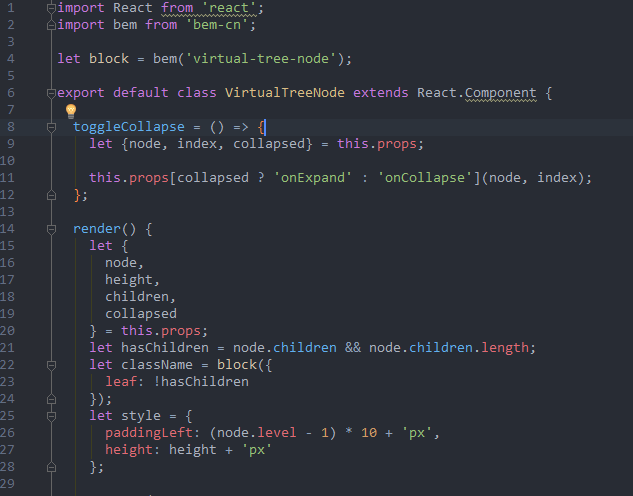 1 import React from 'react';
2 import bem from 'bem-cn';
3
4 let block = bem('virtual-tree-node');
5
6 export default class VirtualTreeNode extends React.Component {
7
8   toggleCollapse = () => {
9     let {node, index, collapsed} = this.props;
10
11     this.props[collapsed ? 'onExpand' : 'onCollapse'](node, index);
12   };
13
14   render() {
15     let {
16       node,
17       height,
18       children,
19       collapsed
20     } = this.props;
21     let hasChildren = node.children && node.children.length;
22     let className = block({
23       leaf: !hasChildren
24     });
25     let style = {
26       paddingLeft: (node.level - 1) * 10 + 'px',
27       height: height + 'px'
28     };
29